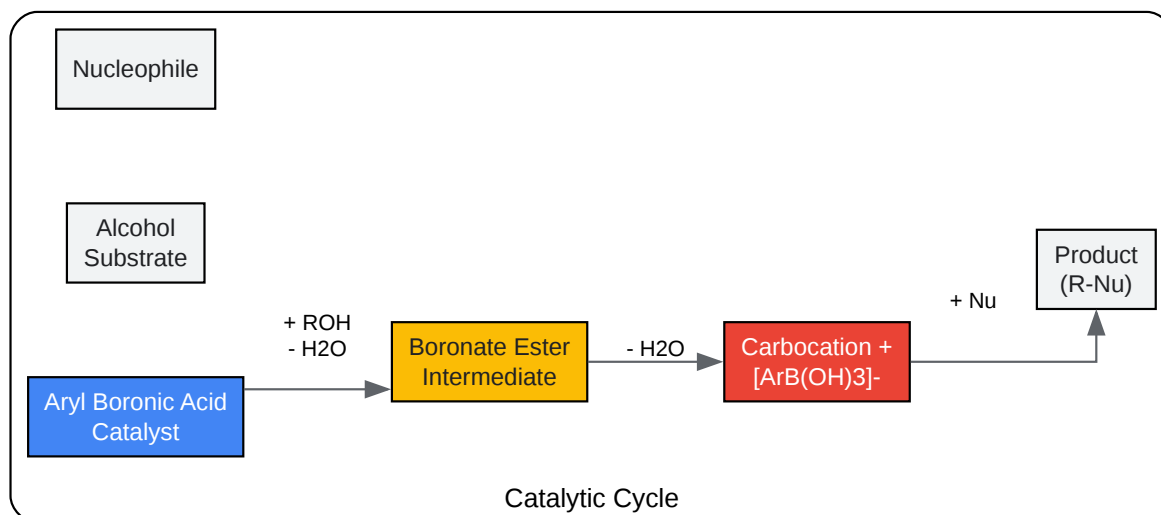 Nucleophile
Alcohol
Substrate
Product
(R-Nu)
+ Nu
+ ROH
- H2O
Boronate Ester
Intermediate
- H2O
Carbocation +
[ArB(OH)3]-
Aryl Boronic Acid
Catalyst
Catalytic Cycle